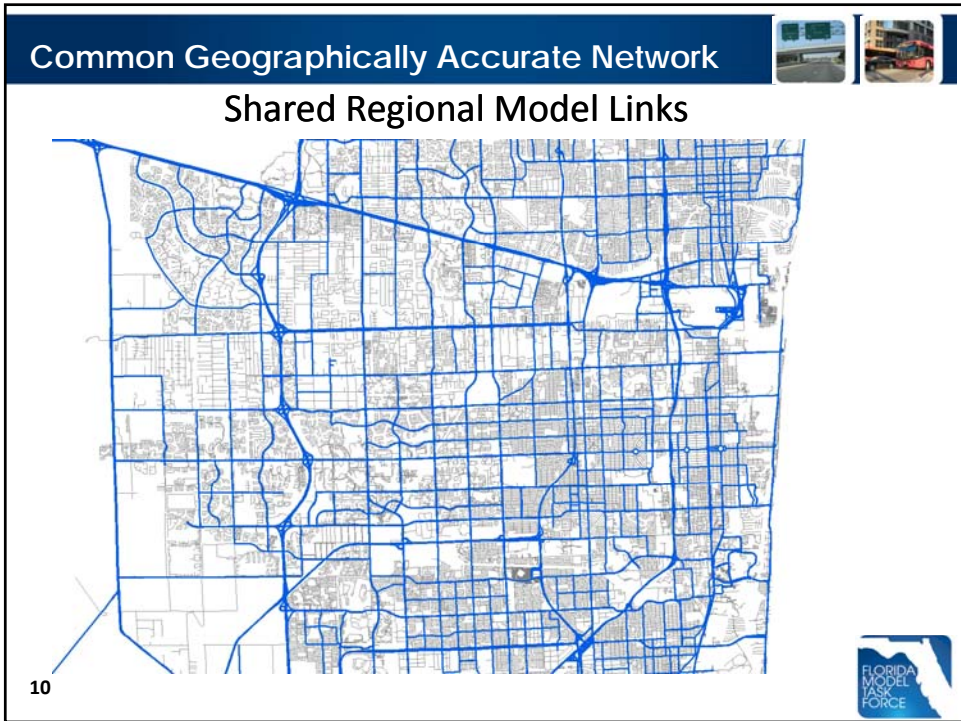 Common Geographically Accurate Network
Shared Regional Model Links
10
FLORIDA
MODEL
TASK
FORCE